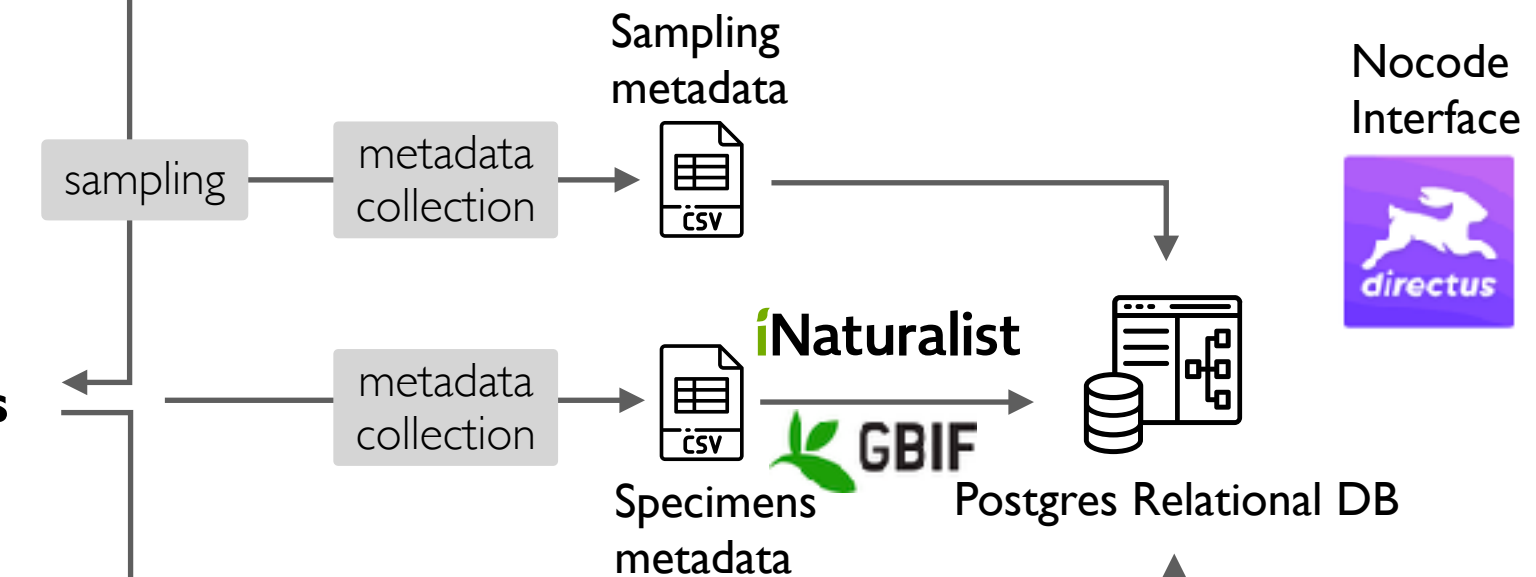 Sampling
metadata
Nocode
Interface
sampling
metadata
collection
CSV
directus
iNaturalist
metadata
collection
CSV
GBIF
s
Specimens
metadata
Postgres Relational DB